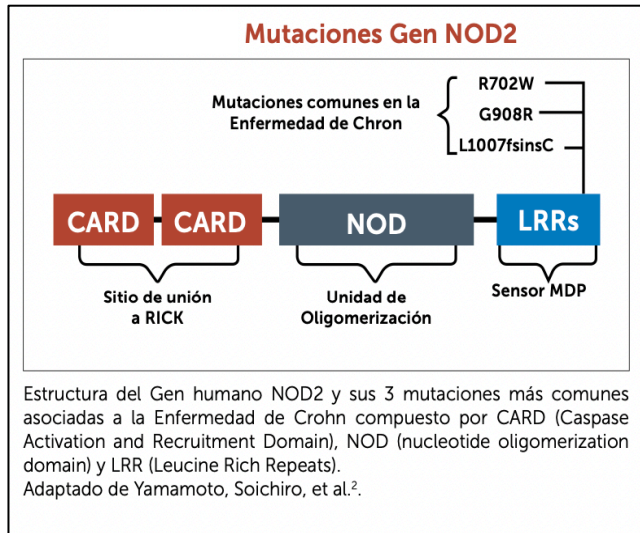 Mutaciones Gen NOD2
Mutaciones comunes en la
Enfermedad de Chron
R702W
G908R
L1007fsinsC
CARD
CARD
NOD
LRRs
Sitio de unión
a RICK
Unidad de
Oligomerización
Sensor MDP
Estructura del Gen humano NOD2 y sus 3 mutaciones más comunes
asociadas a la Enfermedad de Crohn compuesto por CARD (Caspase
Activation and Recruitment Domain), NOD (nucleotide oligomerization
domain) y LRR (Leucine Rich Repeats).
Adaptado de Yamamoto, Soichiro, et al.².